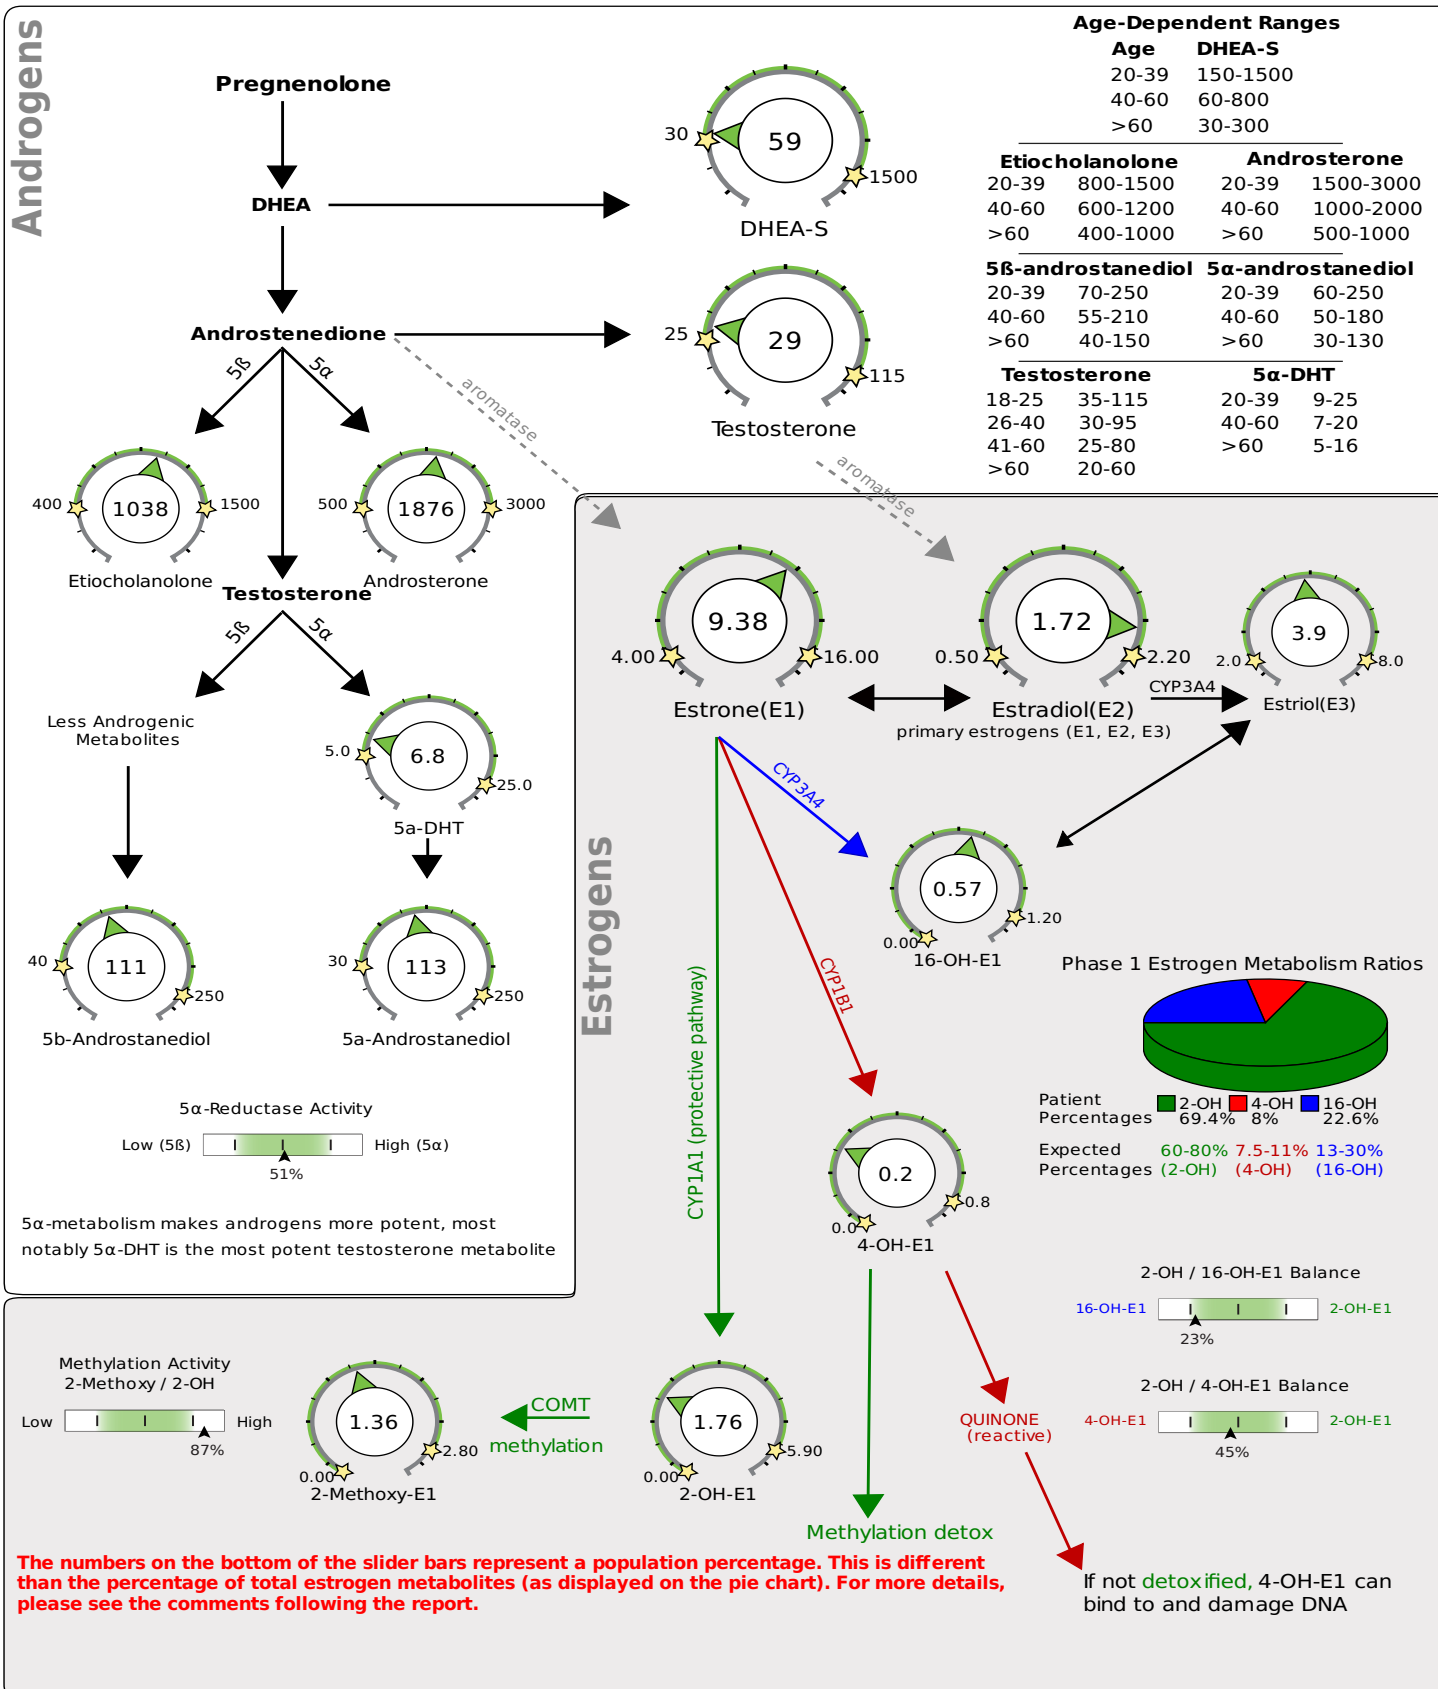 Androgens
Pregnenolone
DHEA
Androstenedione
5ß
5α
aromatase
30
59
1500
DHEA-S
25
29
115
Testosterone
aromatase
Age-Dependent Ranges
Age DHEA-S
20-39 150-1500
40-60 60-800
>60 30-300
Etiocholanolone Androsterone
20-39 800-1500 20-39 1500-3000
40-60 600-1200 40-60 1000-2000
>60 400-1000 >60 500-1000
5ß-androstanediol 5α-androstanediol
20-39 70-250 20-39 60-250
40-60 55-210 40-60 50-180
>60 40-150 >60 30-130
Testosterone 5α-DHT
18-25 35-115 20-39 9-25
26-40 30-95 40-60 7-20
41-60 25-80 >60 5-16
>60 20-60
400
1038
1500
Etiocholanolone
500
1876
3000
Androsterone
Testosterone
5ß
5α
Less Androgenic
Metabolites
5.0
6.8
25.0
5a-DHT
40
111
250
5b-Androstanediol
30
113
250
5a-Androstanediol
5α-Reductase Activity
Low (5ß) High (5α)
51%
5α-metabolism makes androgens more potent, most
notably 5α-DHT is the most potent testosterone metabolite
Estrogens
4.00
9.38
16.00
Estrone(E1)
0.50
1.72
2.20
Estradiol(E2)
primary estrogens (E1, E2, E3)
CYP3A4
2.0
3.9
8.0
Estriol(E3)
CYP3A4
0.00
0.57
1.20
16-OH-E1
CYP1B1
CYP1A1 (protective pathway)
Phase 1 Estrogen Metabolism Ratios
Patient
Percentages
2-OH 4-OH 16-OH
69.4% 8% 22.6%
Expected
Percentages
60-80% 7.5-11% 13-30%
(2-OH) (4-OH) (16-OH)
0.0
0.2
0.8
4-OH-E1
2-OH / 16-OH-E1 Balance
16-OH-E1 2-OH-E1
23%
2-OH / 4-OH-E1 Balance
4-OH-E1 2-OH-E1
45%
Methylation Activity
2-Methoxy / 2-OH
Low High
87%
0.00
1.36
2.80
2-Methoxy-E1
COMT
methylation
0.00
1.76
5.90
2-OH-E1
QUINONE
(reactive)
Methylation detox
The numbers on the bottom of the slider bars represent a population percentage. This is different
than the percentage of total estrogen metabolites (as displayed on the pie chart). For more details,
please see the comments following the report.
If not detoxified, 4-OH-E1 can
bind to and damage DNA